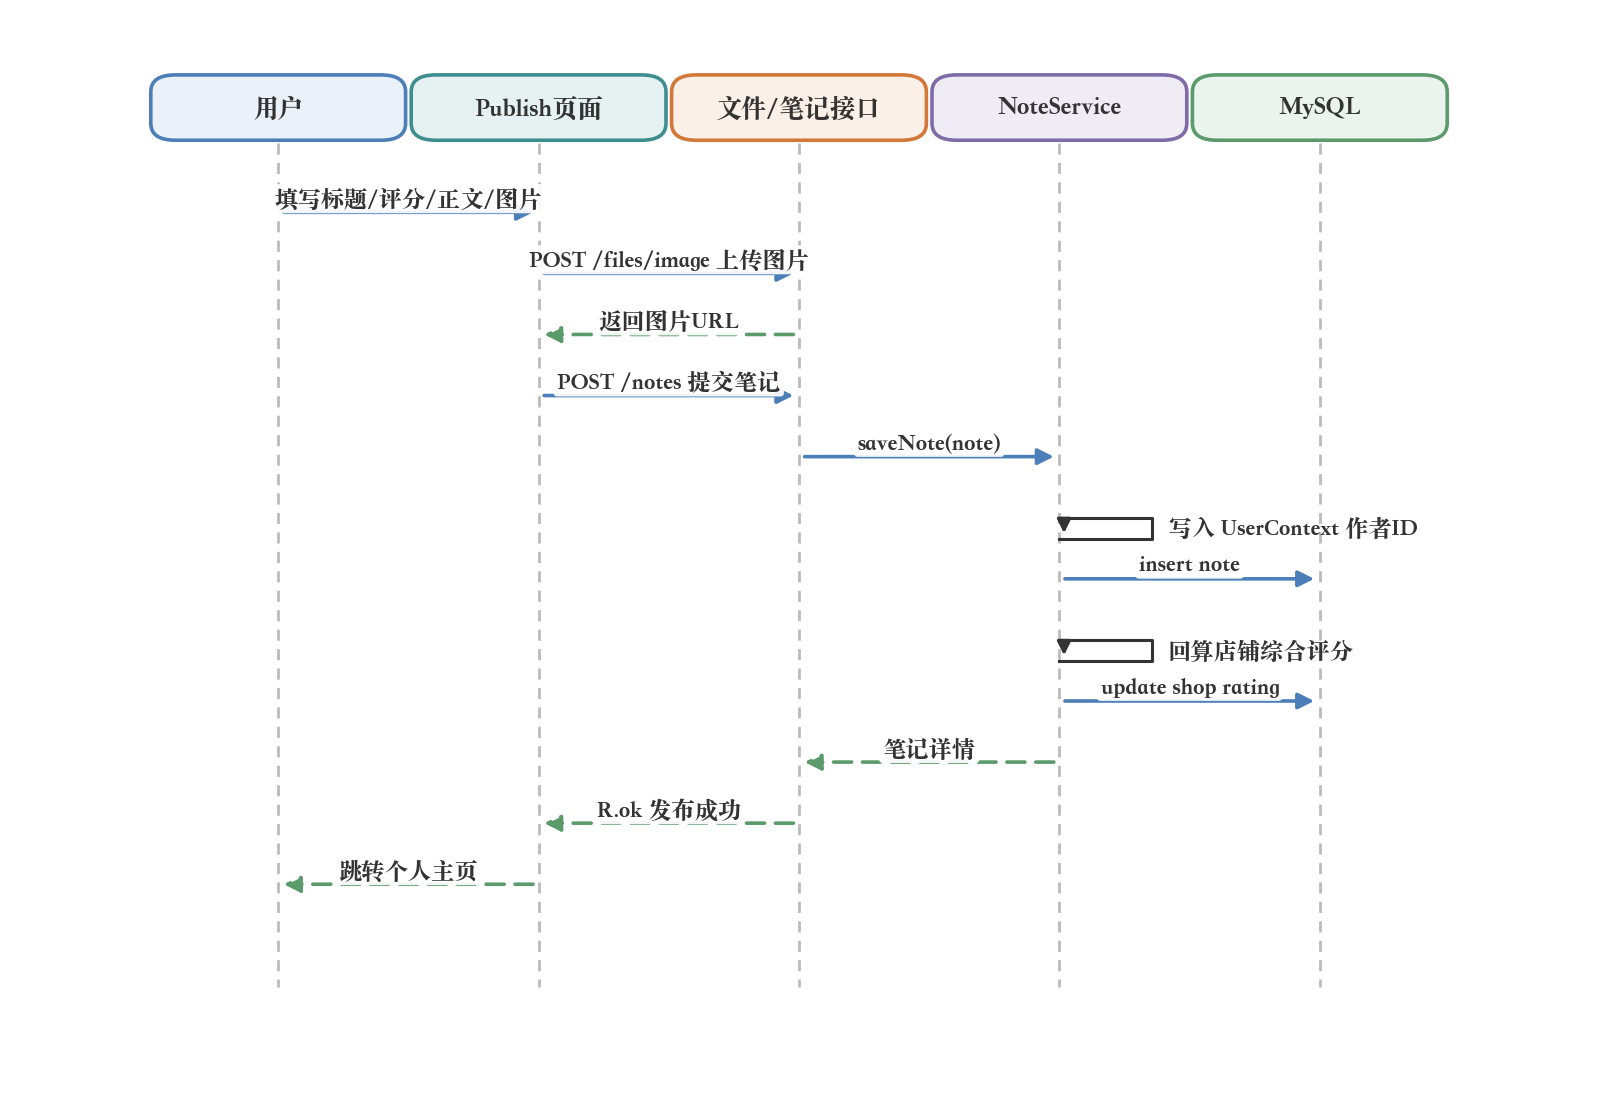 用户
Publish页面
文件/笔记接口
NoteService
MySQL
填写标题/评分/正文/图片
POST /files/image 上传图片
返回图片URL
POST /notes 提交笔记
saveNote(note)
写入 UserContext 作者ID
insert note
回算店铺综合评分
update shop rating
笔记详情
R.ok 发布成功
跳转个人主页